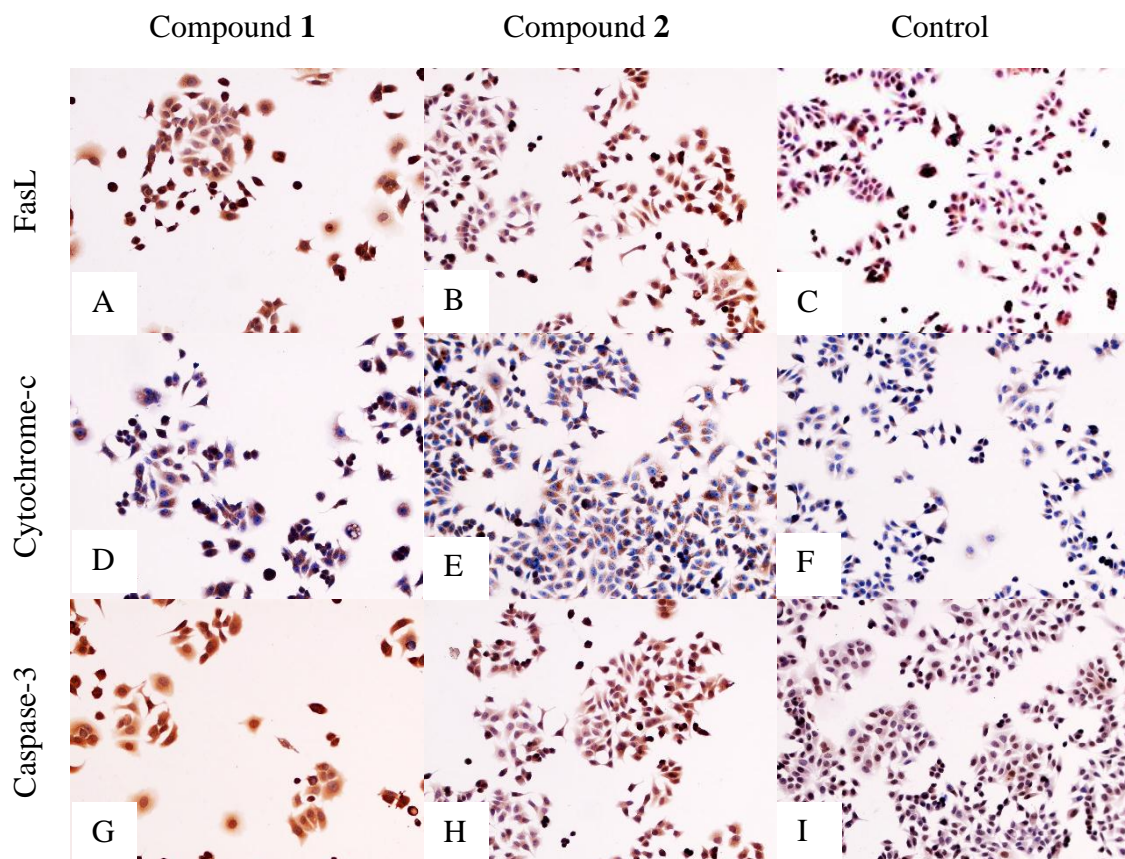 Compound 1
Compound 2
Control
FasL
A
B
C
Cytochrome-c
D
E
F
Caspase-3
G
H
I